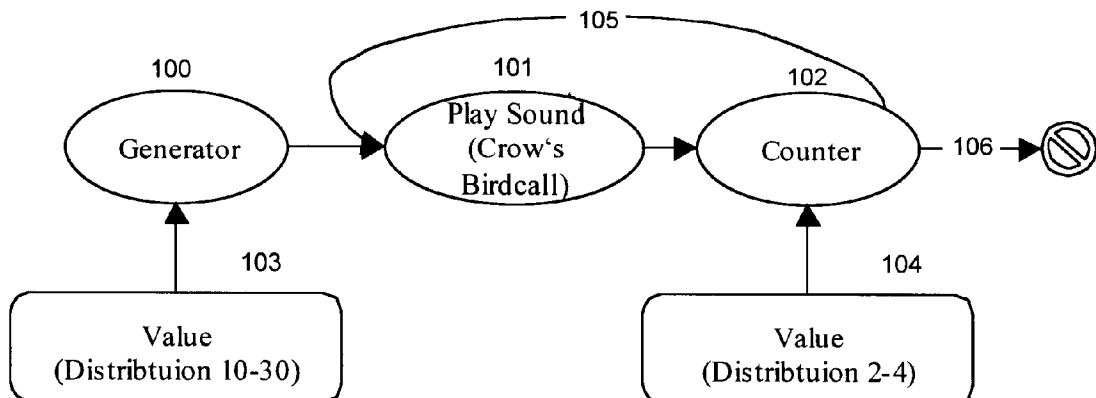 105
100
101
102
Generator
Play Sound
(Crow‘s
Birdcall)
Counter
106
103
104
Value
(Distribtuion 10-30)
Value
(Distribtuion 2-4)